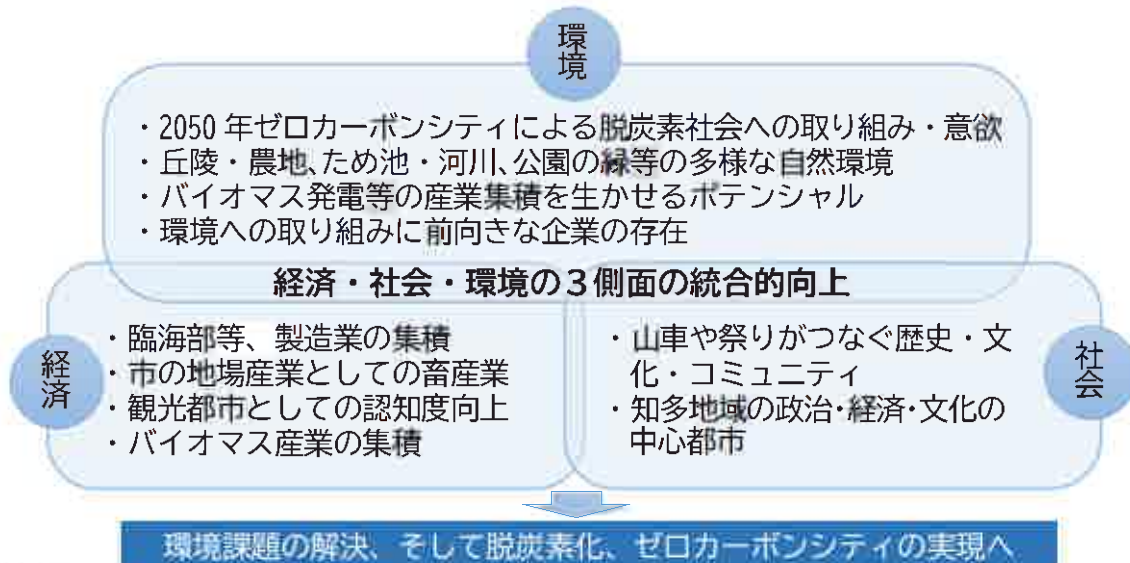 環境
・2050年ゼロカーボンシティによる脱炭素社会への取り組み・意欲
・丘陵・農地、ため池・河川、公園の緑等の多様な自然環境
・バイオマス発電等の産業集積を生かせるポテンシャル
・環境への取り組みに前向きな企業の存在
経済・社会・環境の3側面の統合的向上
経済
・臨海部等、製造業の集積
・市の地場産業としての畜産業
・観光都市としての認知度向上
・バイオマス産業の集積
社会
・山車や祭りがつなぐ歴史・文
化・コミュニティ
・知多地域の政治・経済・文化の
中心都市
環境課題の解決、そして脱炭素化、ゼロカーボンシティの実現へ